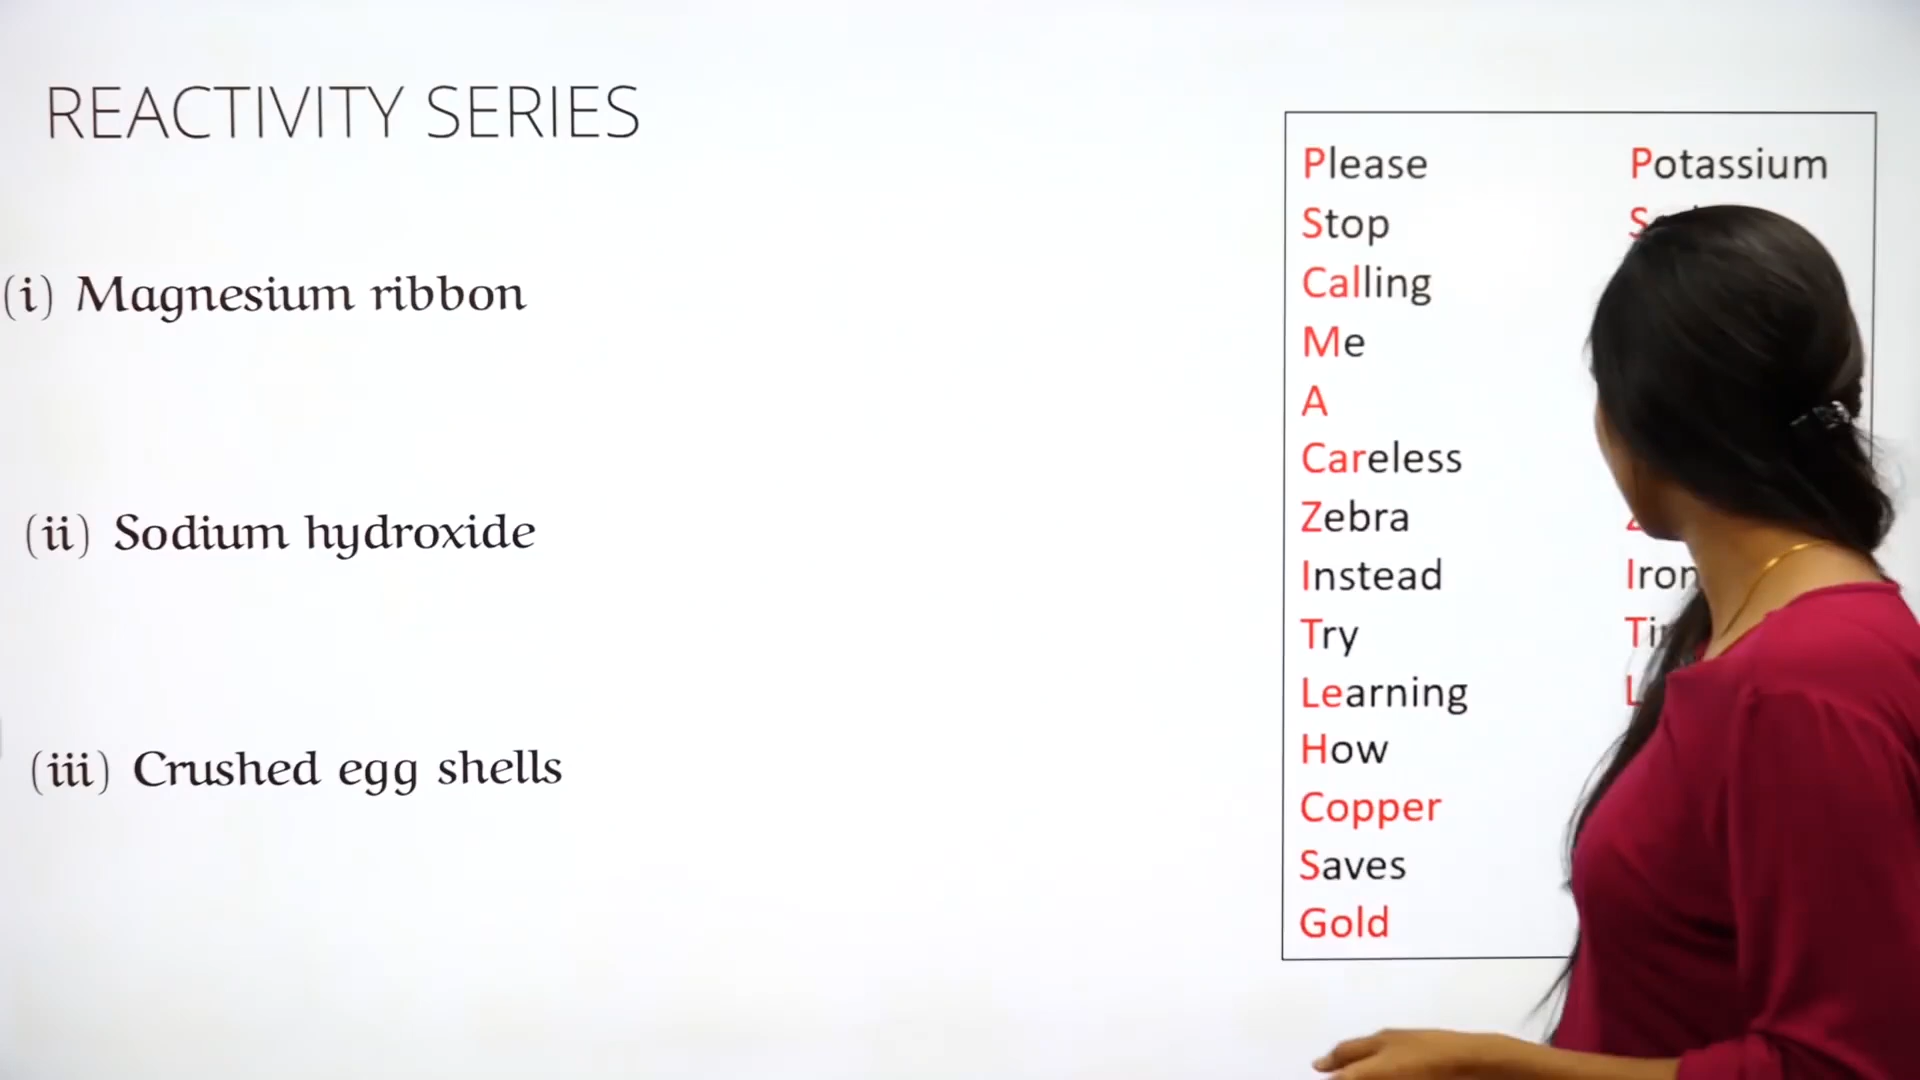 REACTIVITY SERIES
(i) Magnesium ribbon
(ii) Sodium hydroxide
(iii) Crushed egg shells
Please Potassium
Stop
Calling
Me
A
Careless
Zebra
Instead Iron
Try
Learning
How
Copper
Saves
Gold